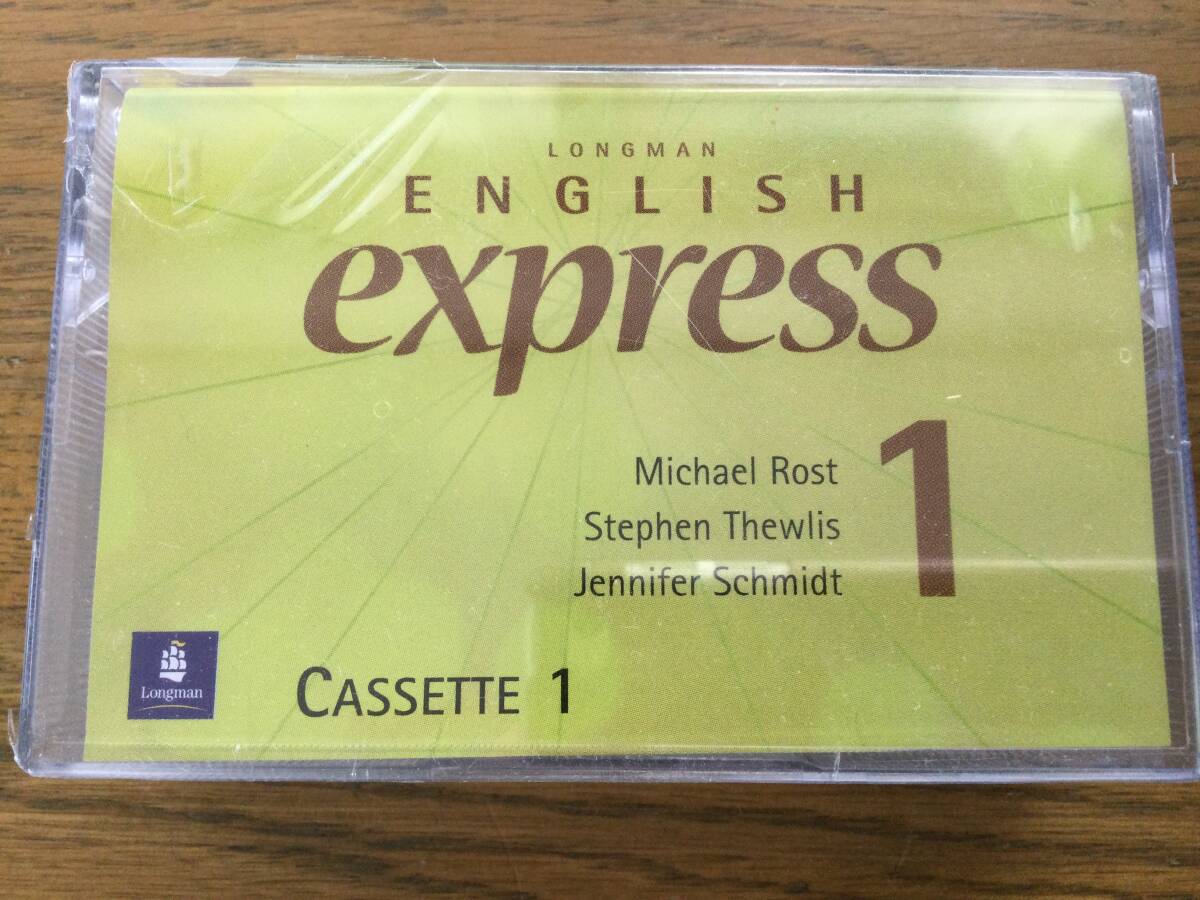 LONGMAN
ENGLISH
express
1
Michael Rost
Stephen Thewlis
Jennifer Schmidt
Longman
CASSETTE 1